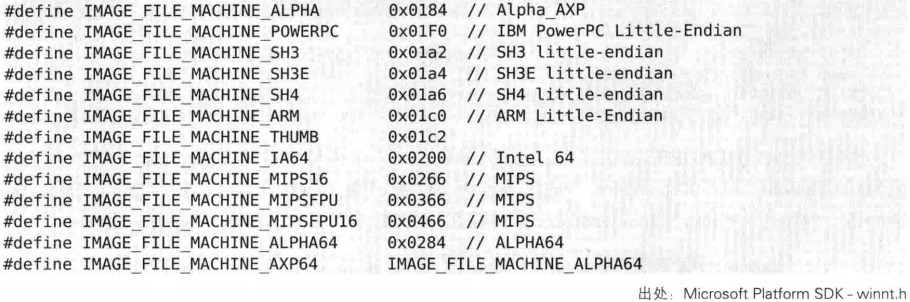 #define IMAGE_FILE_MACHINE_ALPHA 0x0184 // Alpha_AXP
#define IMAGE_FILE_MACHINE_POWERPC 0x01F0 // IBM PowerPC Little-Endian
#define IMAGE_FILE_MACHINE_SH3 0x01a2 // SH3 little-endian
#define IMAGE_FILE_MACHINE_SH3E 0x01a4 // SH3E little-endian
#define IMAGE_FILE_MACHINE_SH4 0x01a6 // SH4 little-endian
#define IMAGE_FILE_MACHINE_ARM 0x01c0 // ARM Little-Endian
#define IMAGE_FILE_MACHINE_THUMB 0x01c2
#define IMAGE_FILE_MACHINE_IA64 0x0200 // Intel 64
#define IMAGE_FILE_MACHINE_MIPS16 0x0266 // MIPS
#define IMAGE_FILE_MACHINE_MIPSFPU 0x0366 // MIPS
#define IMAGE_FILE_MACHINE_MIPSFPU16 0x0466 // MIPS
#define IMAGE_FILE_MACHINE_ALPHA64 0x0284 // ALPHA64
#define IMAGE_FILE_MACHINE_AXP64 IMAGE_FILE_MACHINE_ALPHA64
出处：Microsoft Platform SDK - winnt.h